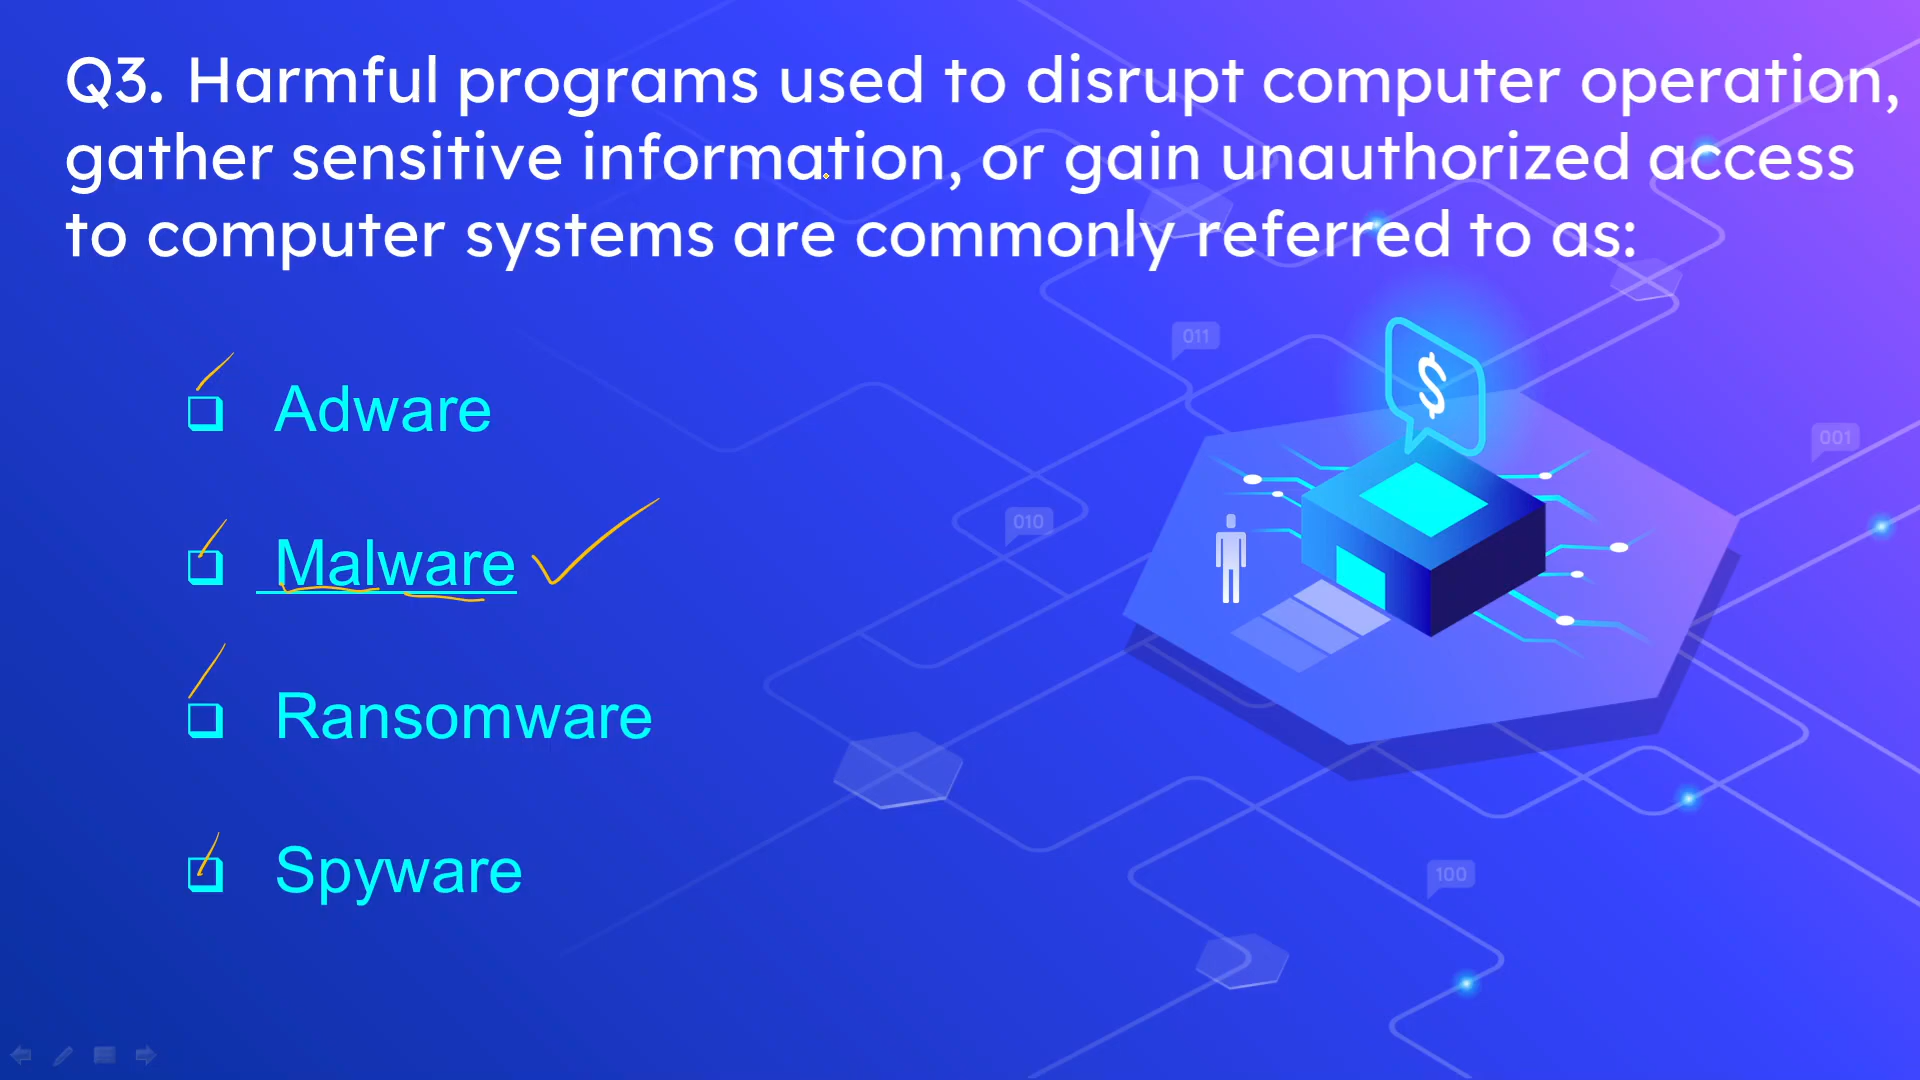 Q3. Harmful programs used to disrupt computer operation,
gather sensitive information, or gain unauthorized access
to computer systems are commonly referred to as:
Adware
Malware
Ransomware
Spyware
$
011
001
010
100